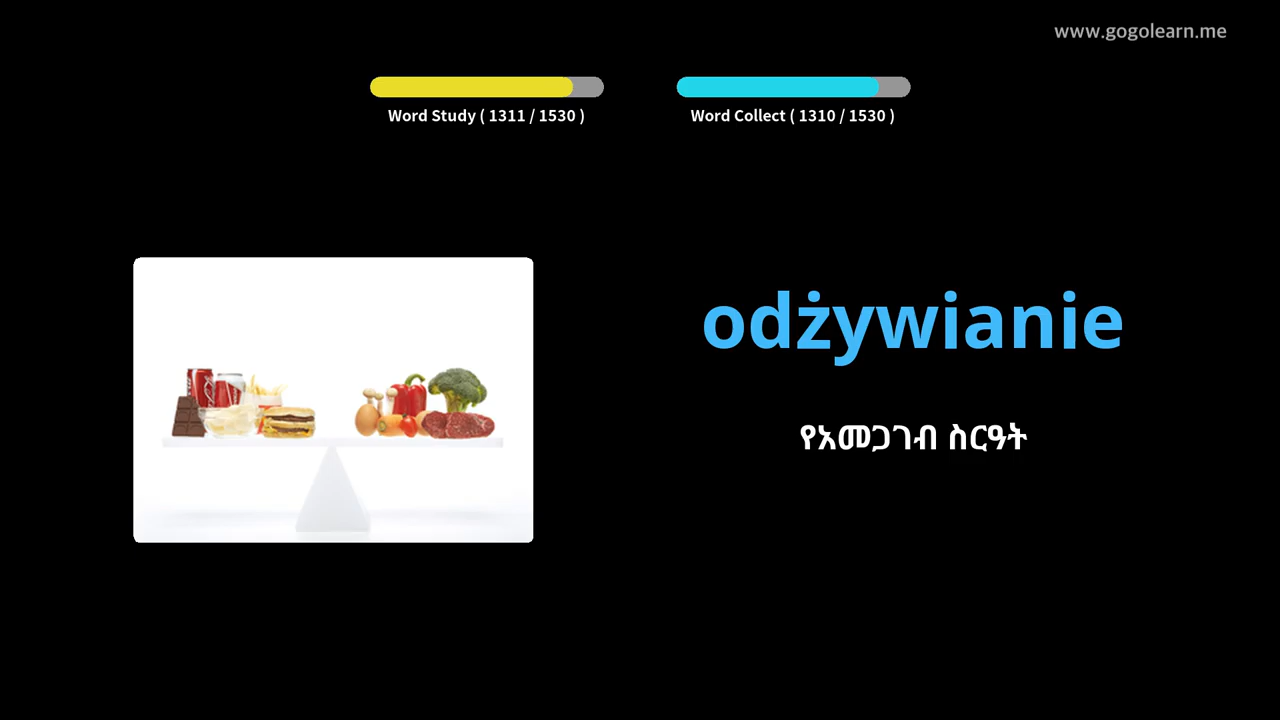 www.gogolearn.me
Word Study ( 1311 / 1530 )
Word Collect ( 1310 / 1530 )
odżywianie
የአመጋገብ ስርዓት